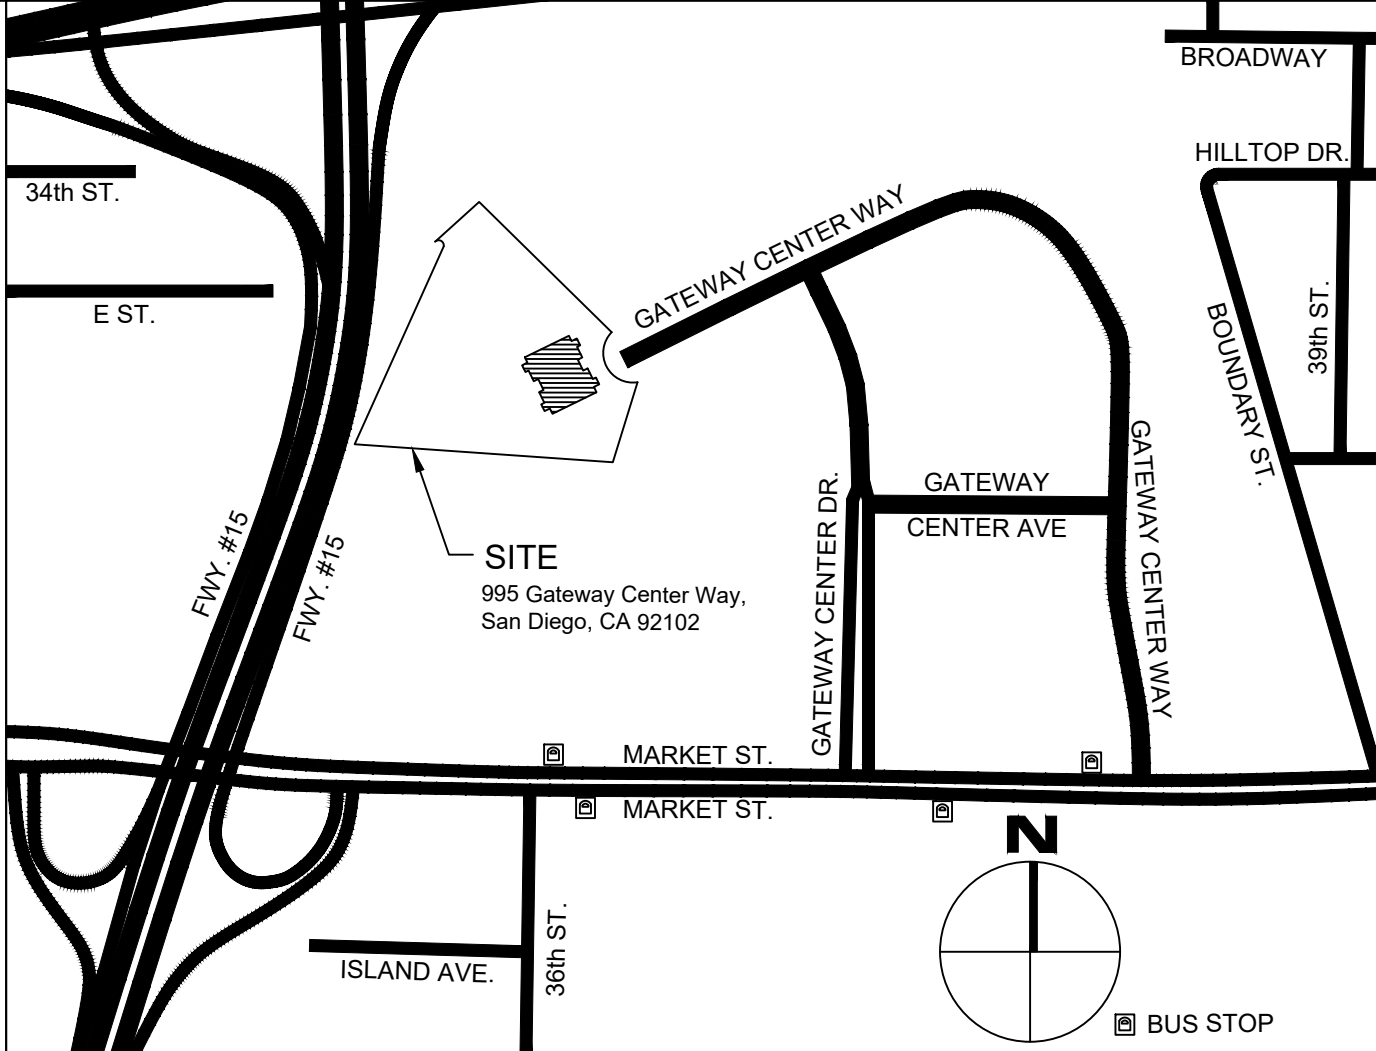 BROADWAY
HILLTOP DR.
34th ST.
GATEWAY CENTER WAY
E ST.
39th ST.
BOUNDARY ST.
GATEWAY
CENTER AVE
GATEWAY CENTER WAY
GATEWAY CENTER DR.
FWY. #15
FWY. #15
SITE
995 Gateway Center Way,
San Diego, CA 92102
MARKET ST.
MARKET ST.
N
36th ST.
ISLAND AVE.
BUS STOP